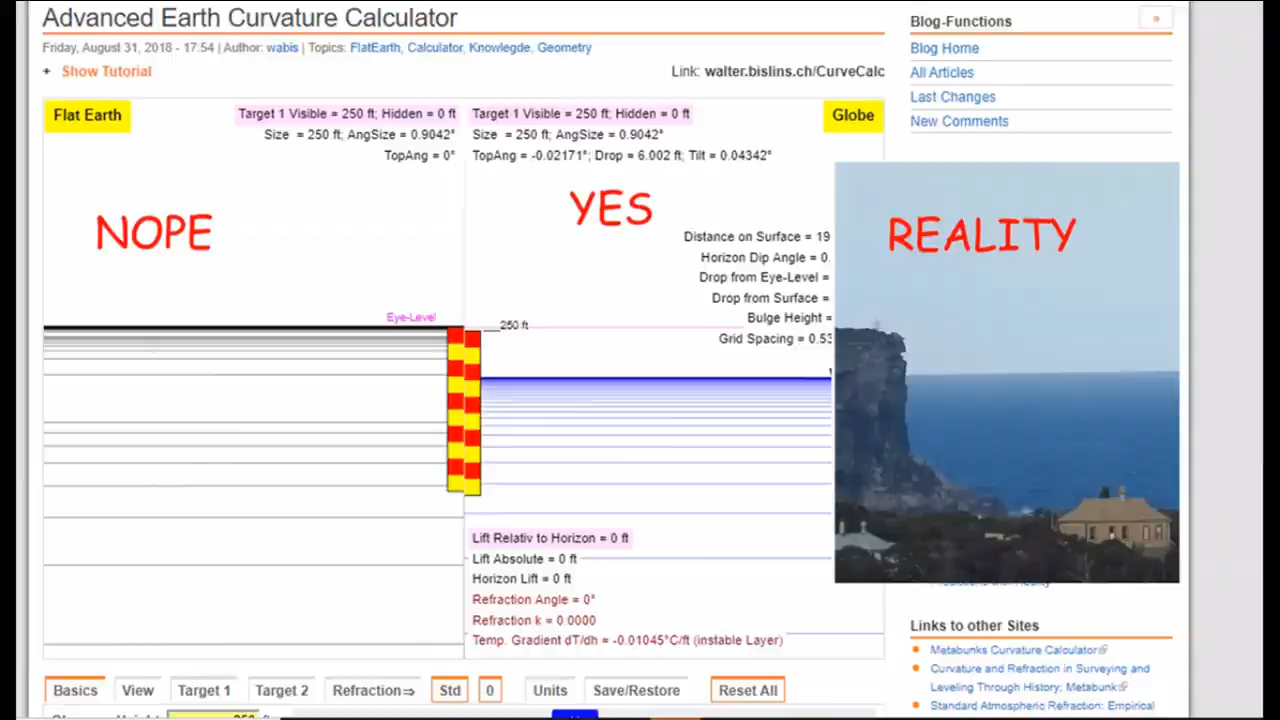 Advanced Earth Curvature Calculator
Friday, August 31, 2018 - 17:54 | Author: wabis | Topics: FlatEarth, Calculator, Knowlegde, Geometry
+ Show Tutorial
Link: walter.bislins.ch/CurveCalc
Flat Earth
Target 1 Visible = 250 ft; Hidden = 0 ft
Size = 250 ft; AngSize = 0.9042°
TopAng = 0°
NOPE
Eye-Level
Target 1 Visible = 250 ft; Hidden = 0 ft
Size = 250 ft; AngSize = 0.9042°
TopAng = -0.02171°; Drop = 6.002 ft; Tilt = 0.04342°
Globe
YES
Distance on Surface = 19
Horizon Dip Angle = 0.
Drop from Eye-Level =
Drop from Surface =
Bulge Height =
Grid Spacing = 0.53
250 ft
REALITY
Lift Relativ to Horizon = 0 ft
Lift Absolute = 0 ft
Horizon Lift = 0 ft
Refraction Angle = 0°
Refraction k = 0.0000
Temp. Gradient dT/dh = -0.01045°C/ft (instable Layer)
Basics View Target 1 Target 2 Refraction⇒ Std 0 Units Save/Restore Reset All
250
Blog-Functions
»
Blog Home
All Articles
Last Changes
New Comments
Links to other Sites
Metabunks Curvature Calculator
Curvature and Refraction in Surveying and
Leveling Through History; Metabunk
Standard Atmospheric Refraction: Empirical